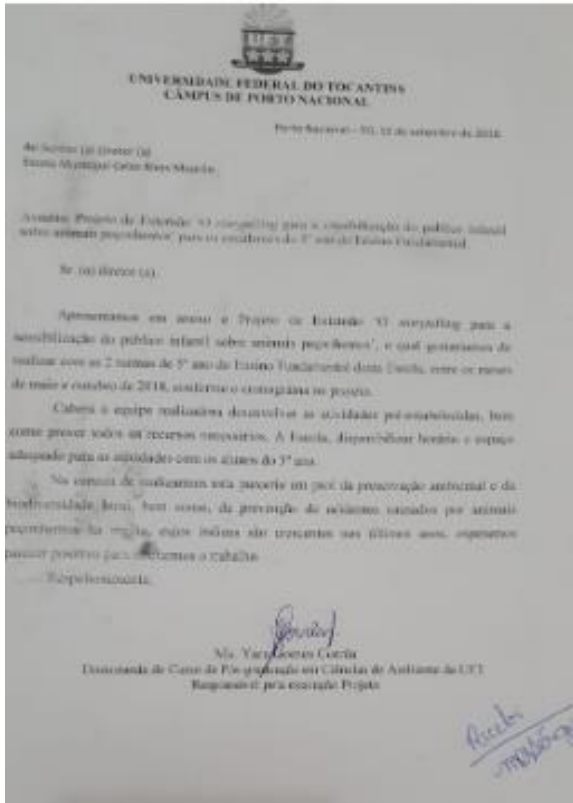 UNIVERSIDADE FEDERAL DO TOCANTINS
CÂMPUS DE PORTO NACIONAL
Porto Nacional – TO, de setembro de 2018.
Ao Senhor (a) Diretor (a)
Escola Municipal
Assunto: Projeto de Extensão 'O storytelling para a sensibilização do público infantil
sobre animais peçonhentos' para os estudantes do 5º ano do Ensino Fundamental
Sr. (a) diretor (a),
Apresentamos em anexo o Projeto de Extensão 'O storytelling para a
sensibilização do público infantil sobre animais peçonhentos', o qual gostaríamos de
realizar com as 2 turmas de 5º ano do Ensino Fundamental desta Escola, entre os meses
de maio e outubro de 2018, conforme o cronograma no projeto.
Caberá a equipe realizadora desenvolver as atividades pré-estabelecidas, bem
como prover todos os recursos necessários. À Escola, disponibilizar horário e espaço
adequado para as atividades com os alunos do 5º ano.
Na certeza de realizarmos esta parceria em prol da preservação ambiental e da
biodiversidade local, bem como, da prevenção de acidentes causados por animais
peçonhentos na região, cujos índices são crescentes nos últimos anos, esperamos
parecer positivo para o trabalho.
Respeitosamente,
Ms. Corrêa
Doutoranda do Curso de Pós-graduação em Ciências do Ambiente da UFT
Responsável pela execução Projeto